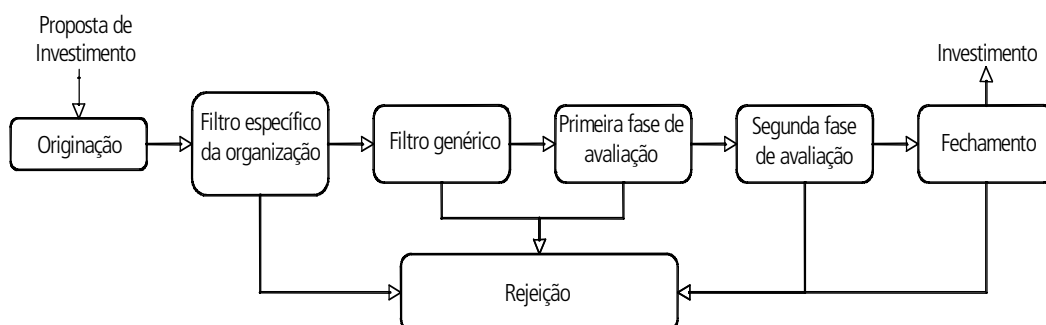 Proposta de
Investimento
Originação
Filtro específico
da organização
Filtro genérico
Primeira fase de
avaliação
Segunda fase
de avaliação
Investimento
Fechamento
Rejeição